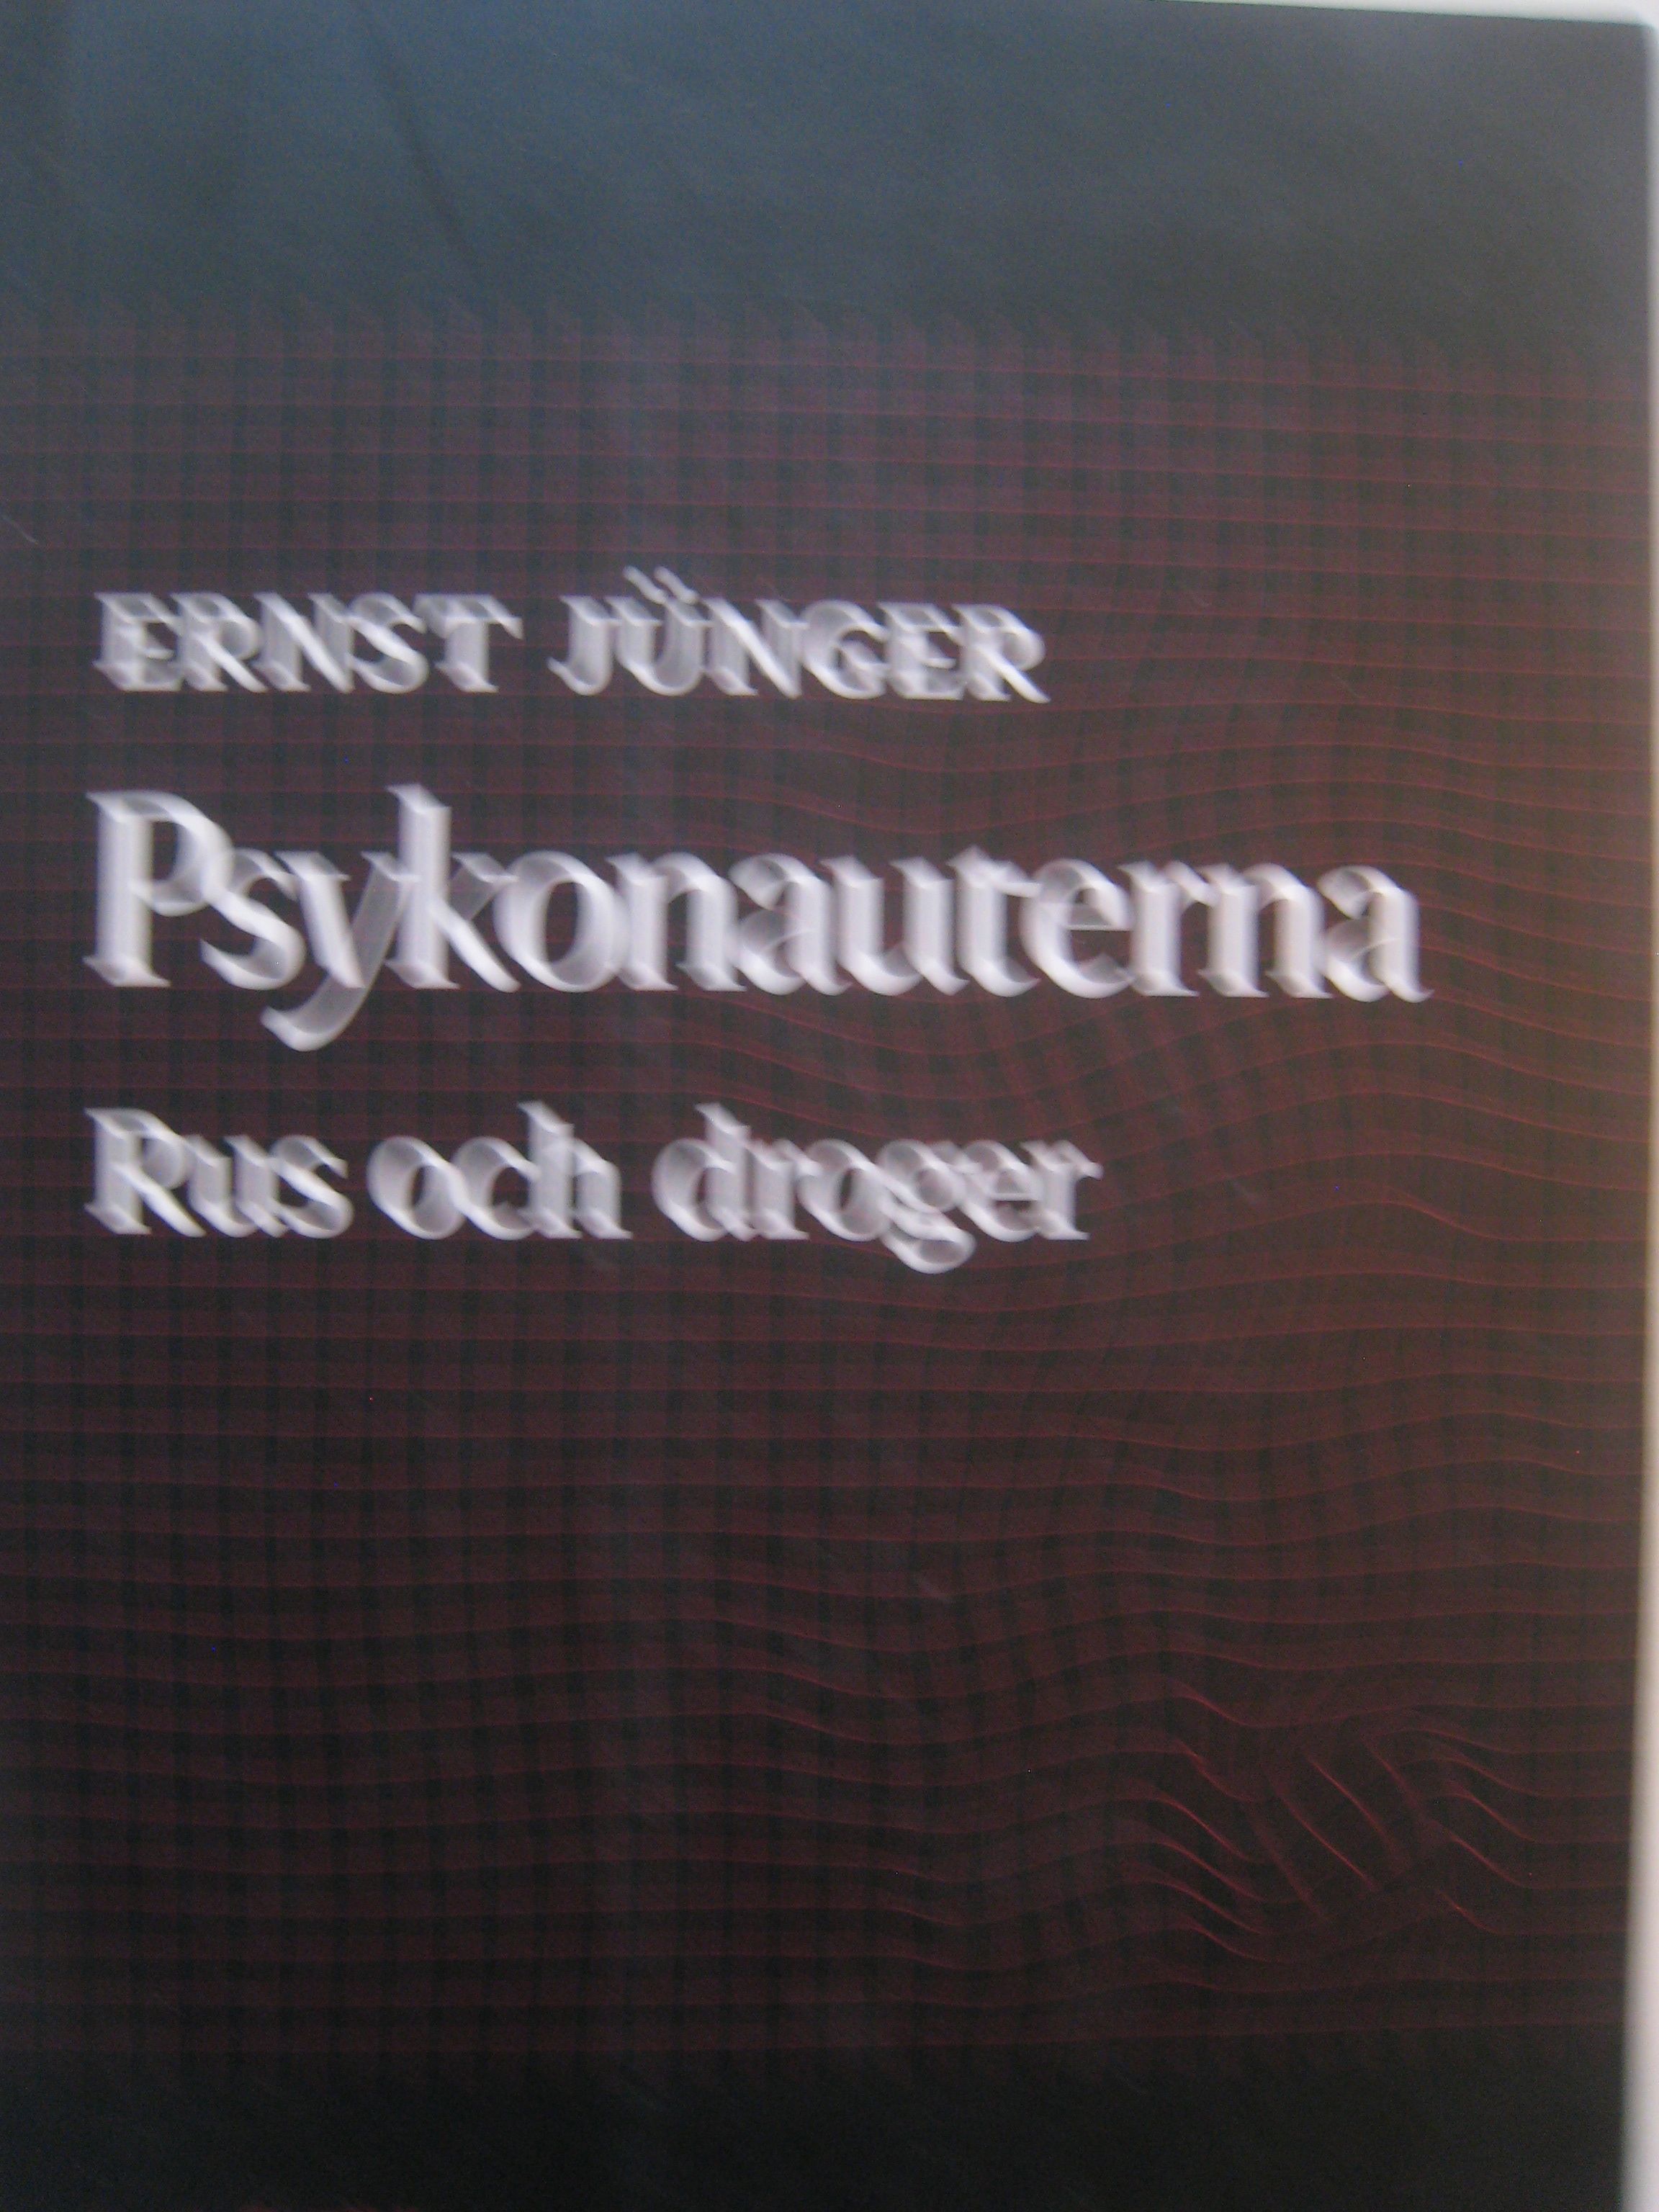 ERNST JÜNGER
Psykonauterna
Rus och droger